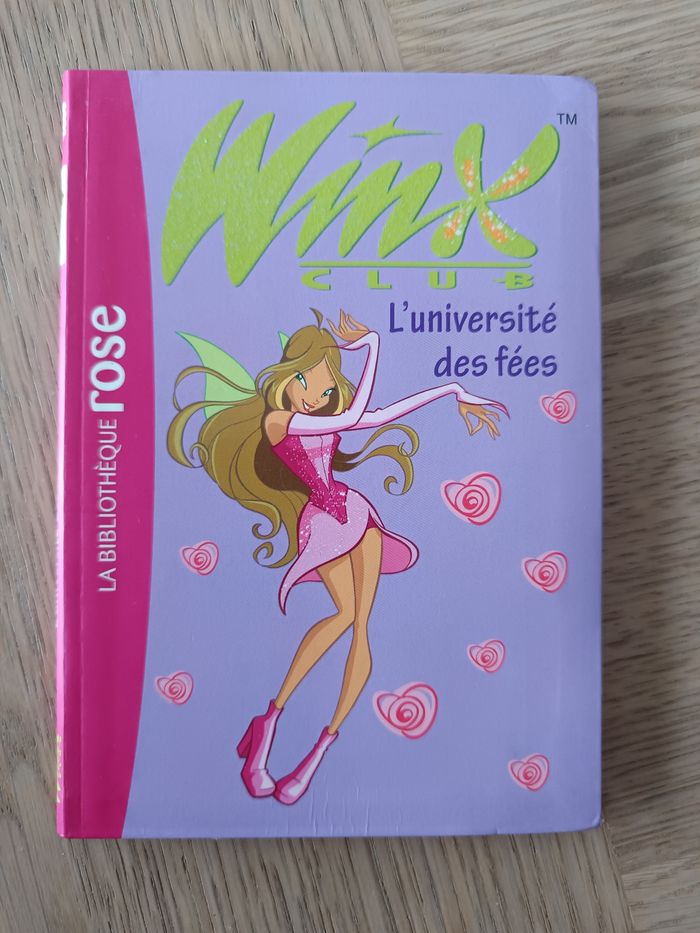 Winx
TM
CLUB
L'université
des fées
LA BIBLIOTHÈQUE rose